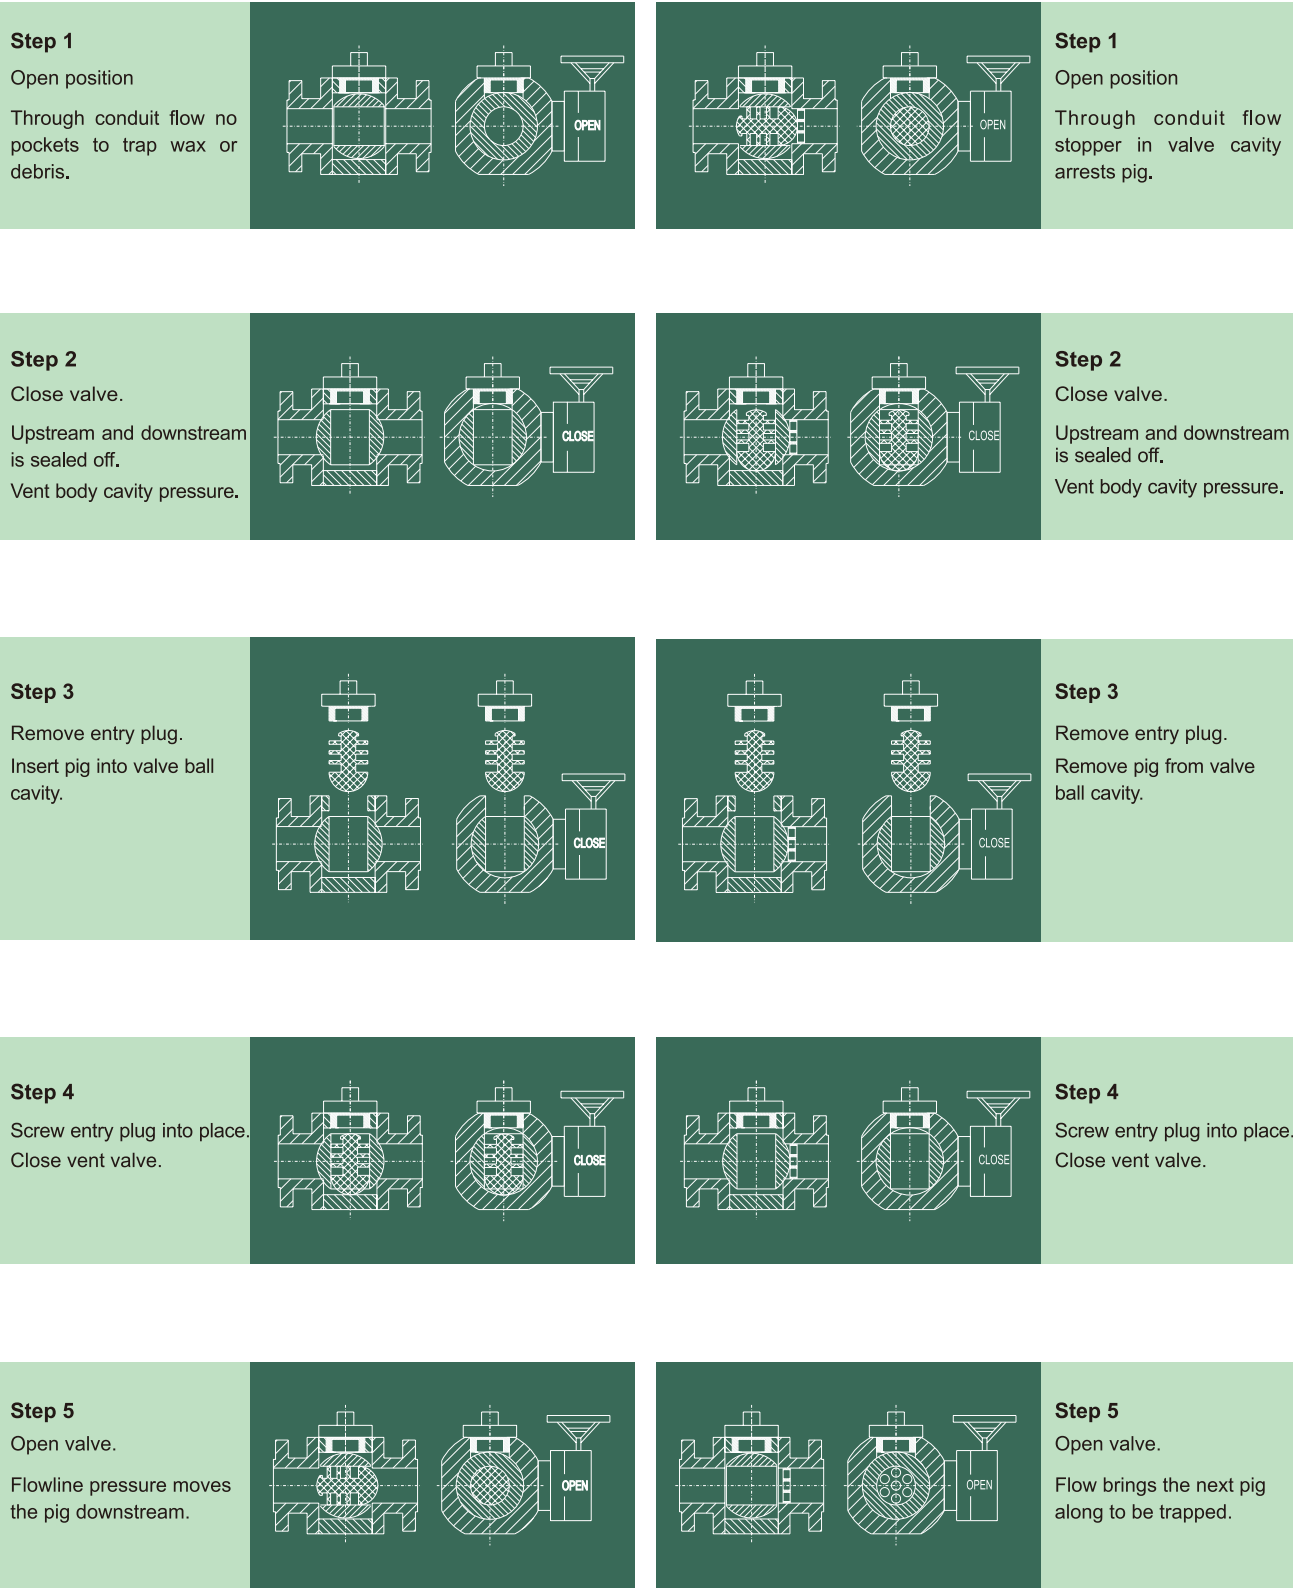 Step 1
Open position
Through conduit flow no
pockets to trap wax or
debris.
OPEN
OPEN
Step 1
Open position
Through conduit flow
stopper in valve cavity
arrests pig.
Step 2
Close valve.
Upstream and downstream
is sealed off.
Vent body cavity pressure.
CLOSE
CLOSE
Step 2
Close valve.
Upstream and downstream
is sealed off.
Vent body cavity pressure.
Step 3
Remove entry plug.
Insert pig into valve ball
cavity.
CLOSE
CLOSE
Step 3
Remove entry plug.
Remove pig from valve
ball cavity.
Step 4
Screw entry plug into place.
Close vent valve.
CLOSE
CLOSE
Step 4
Screw entry plug into place.
Close vent valve.
Step 5
Open valve.
Flowline pressure moves
the pig downstream.
OPEN
OPEN
Step 5
Open valve.
Flow brings the next pig
along to be trapped.